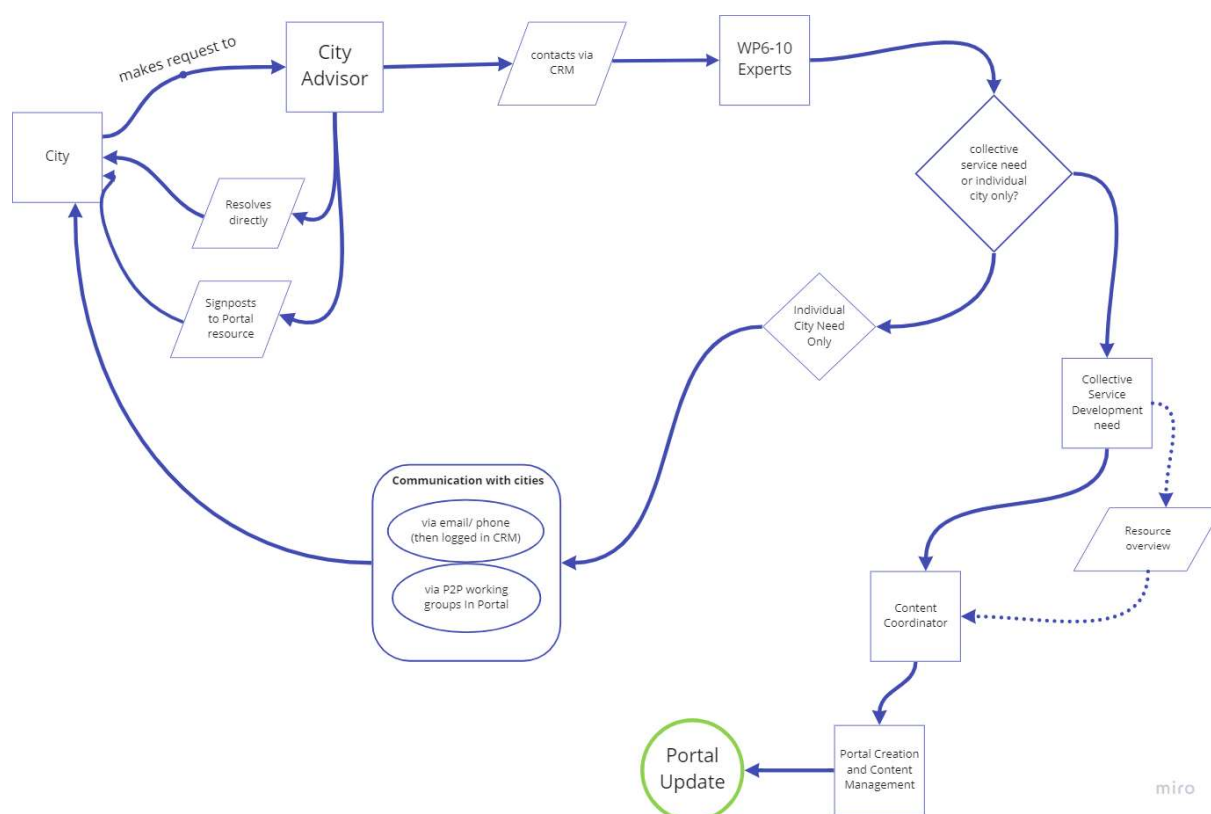 makes request to
City
Advisor
contacts via
CRM
WP6-10
Experts
City
collective
service need
or individual
city only?
Resolves
directly
Signposts
to Portal
resource
Individual
City Need
Only
Collective
Service
Development
need
Communication with cities
via email/ phone
(then logged in CRM)
via P2P working
groups In Portal
Resource
overview
Content
Coordinator
Portal
Update
Portal Creation
and Content
Management
miro